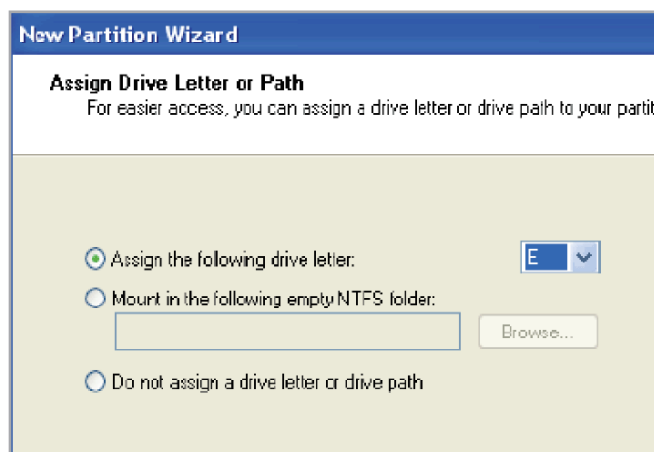 New Partition Wizard
Assign Drive Letter or Path
For easier access, you can assign a drive letter or drive path to your partit
Assign the following drive letter:
E
Mount in the following empty NTFS folder:
Browse...
Do not assign a drive letter or drive path